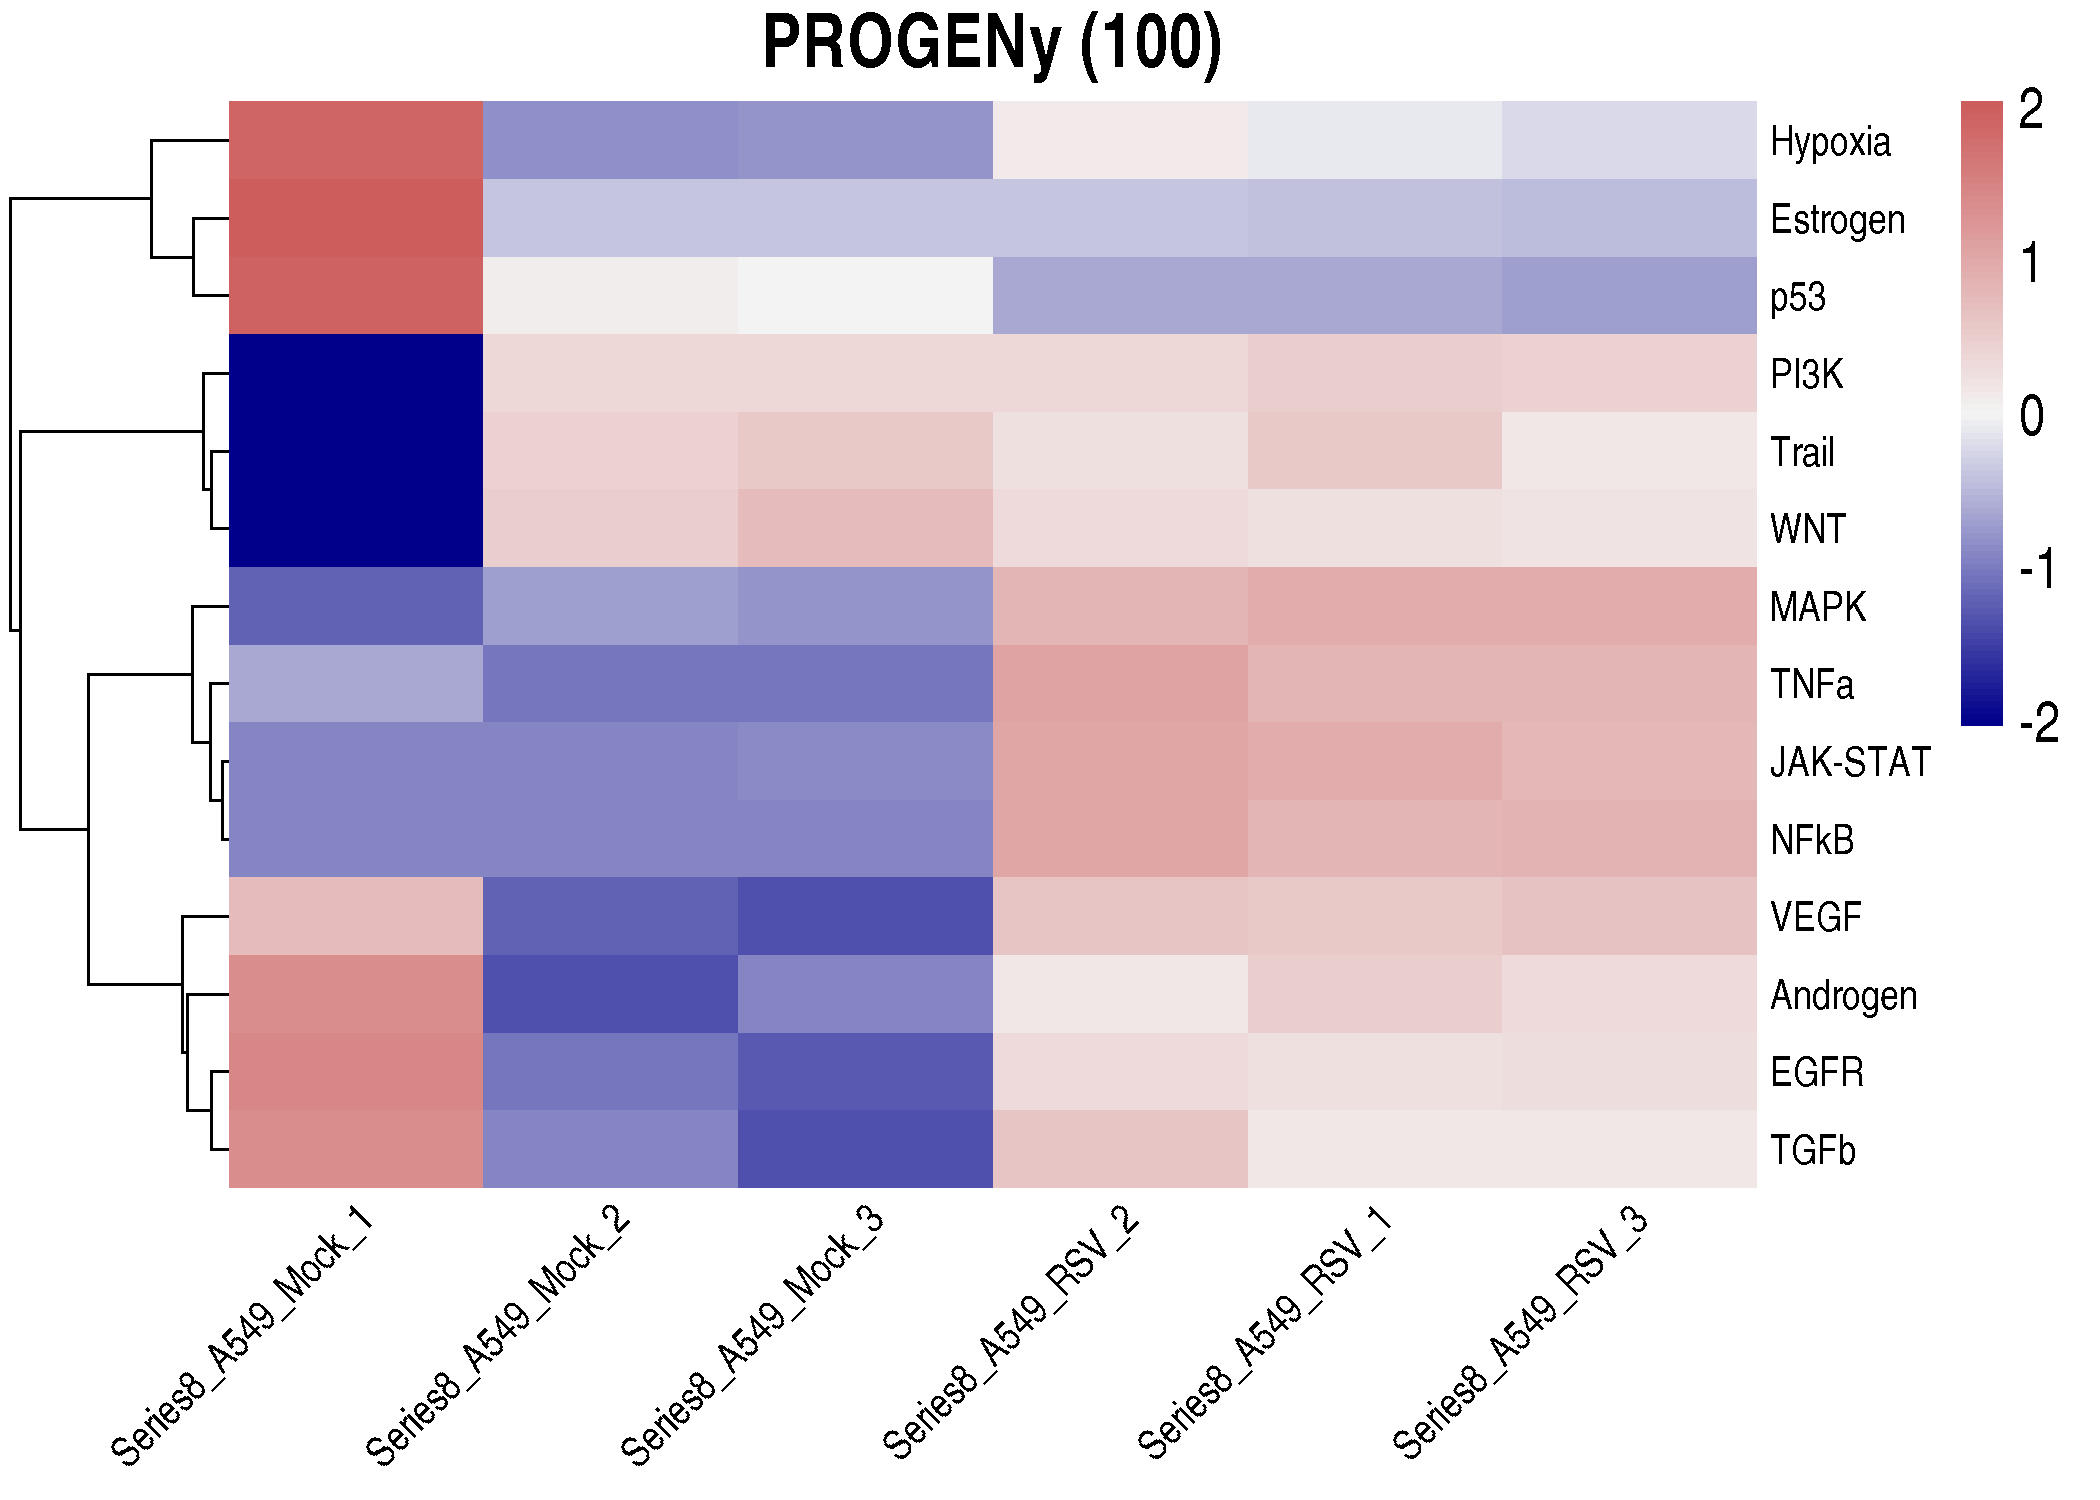 PROGENy (100)
Hypoxia
Estrogen
p53
PI3K
Trail
WNT
MAPK
TNFa
JAK-STAT
NFkB
VEGF
Androgen
EGFR
TGFb
2
1
0
-1
-2
Series8_A549_Mock_1
Series8_A549_Mock_2
Series8_A549_Mock_3
Series8_A549_RSV_2
Series8_A549_RSV_1
Series8_A549_RSV_3